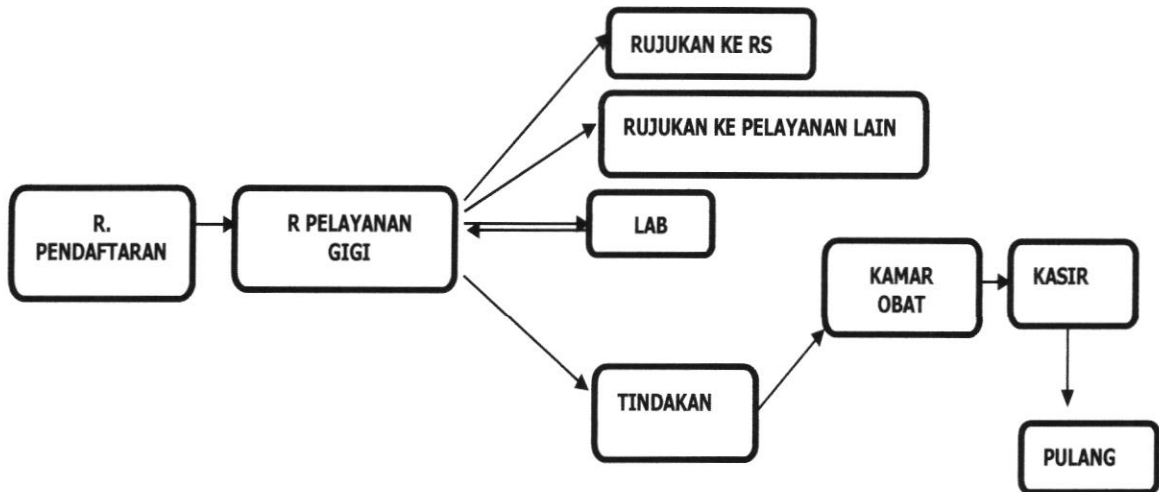 RUJUKAN KE RS
RUJUKAN KE PELAYANAN LAIN
R.
PENDAFTARAN
R PELAYANAN
GIGI
LAB
KAMAR
OBAT
KASIR
TINDAKAN
PULANG